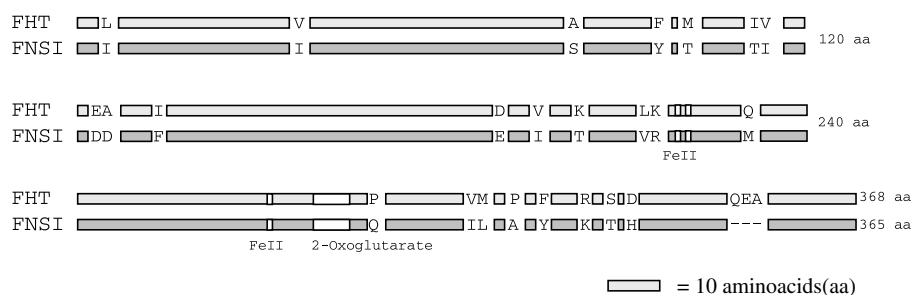 FHT L V A F M IV
FNSI I I S Y T TI
120 aa
FHT EA I D V K LK Q
FNSI DD F E I T VR M
240 aa
FeII
FHT P VM P F R S D QEA 368 aa
FNSI Q IL A Y K T H --- 365 aa
FeII 2-Oxoglutarate
= 10 aminoacids(aa)